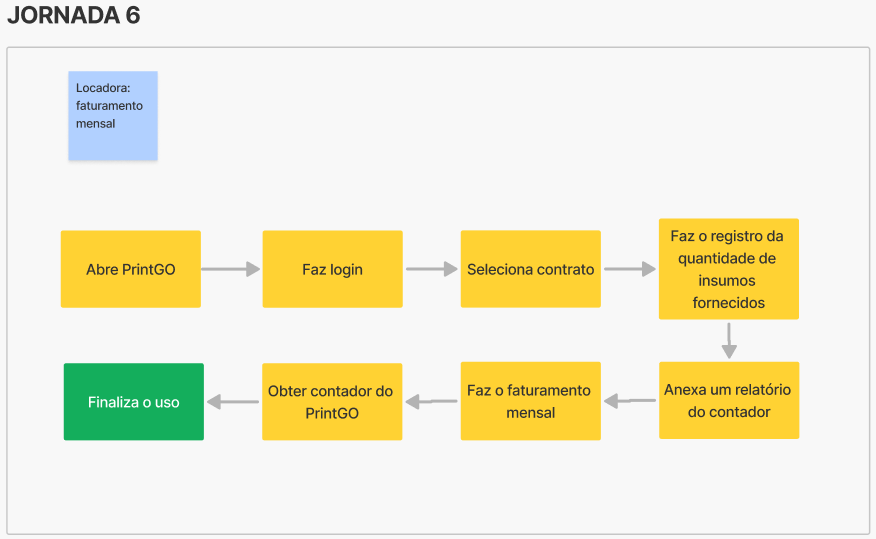 JORNADA 6
Locadora:
faturamento
mensal
Abre PrintGO
Faz login
Seleciona contrato
Faz o registro da
quantidade de
insumos
fornecidos
Anexa um relatório
do contador
Faz o faturamento
mensal
Obter contador do
PrintGO
Finaliza o uso